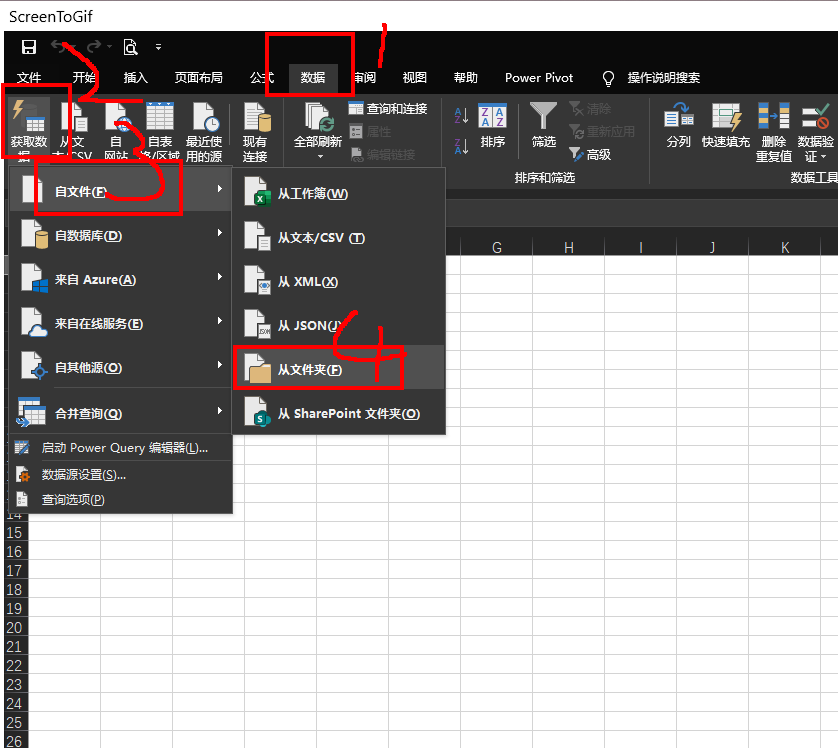 ScreenToGif
1
2
文件 开始 插入 页面布局 公式 数据 审阅 视图 帮助 Power Pivot 操作说明搜索
获取数据 从文本/CSV 自网站 自表格/区域 最近使用的源 现有连接 全部刷新 查询和连接 属性 编辑链接 排序 筛选 清除 重新应用 高级 分列 快速填充 删除重复值 数据验证
排序和筛选 数据工具
3
自文件(F)
自数据库(D)
来自 Azure(A)
来自在线服务(E)
自其他源(O)
合并查询(Q)
启动 Power Query 编辑器(L)...
数据源设置(S)...
查询选项(P)
从工作簿(W)
从文本/CSV (T)
从 XML(X)
从 JSON(J)
4
从文件夹(F)
从 SharePoint 文件夹(O)
G H I J K
14
15
16
17
18
19
20
21
22
23
24
25
26